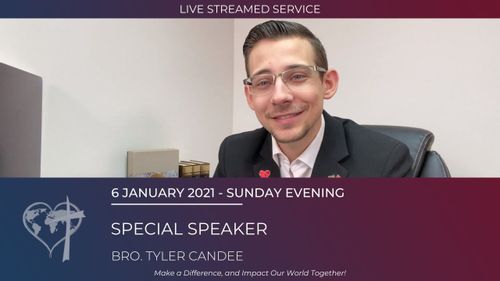 LIVE STREAMED SERVICE
6 JANUARY 2021 - SUNDAY EVENING
SPECIAL SPEAKER
BRO. TYLER CANDEE
Make a Difference, and Impact Our World Together!